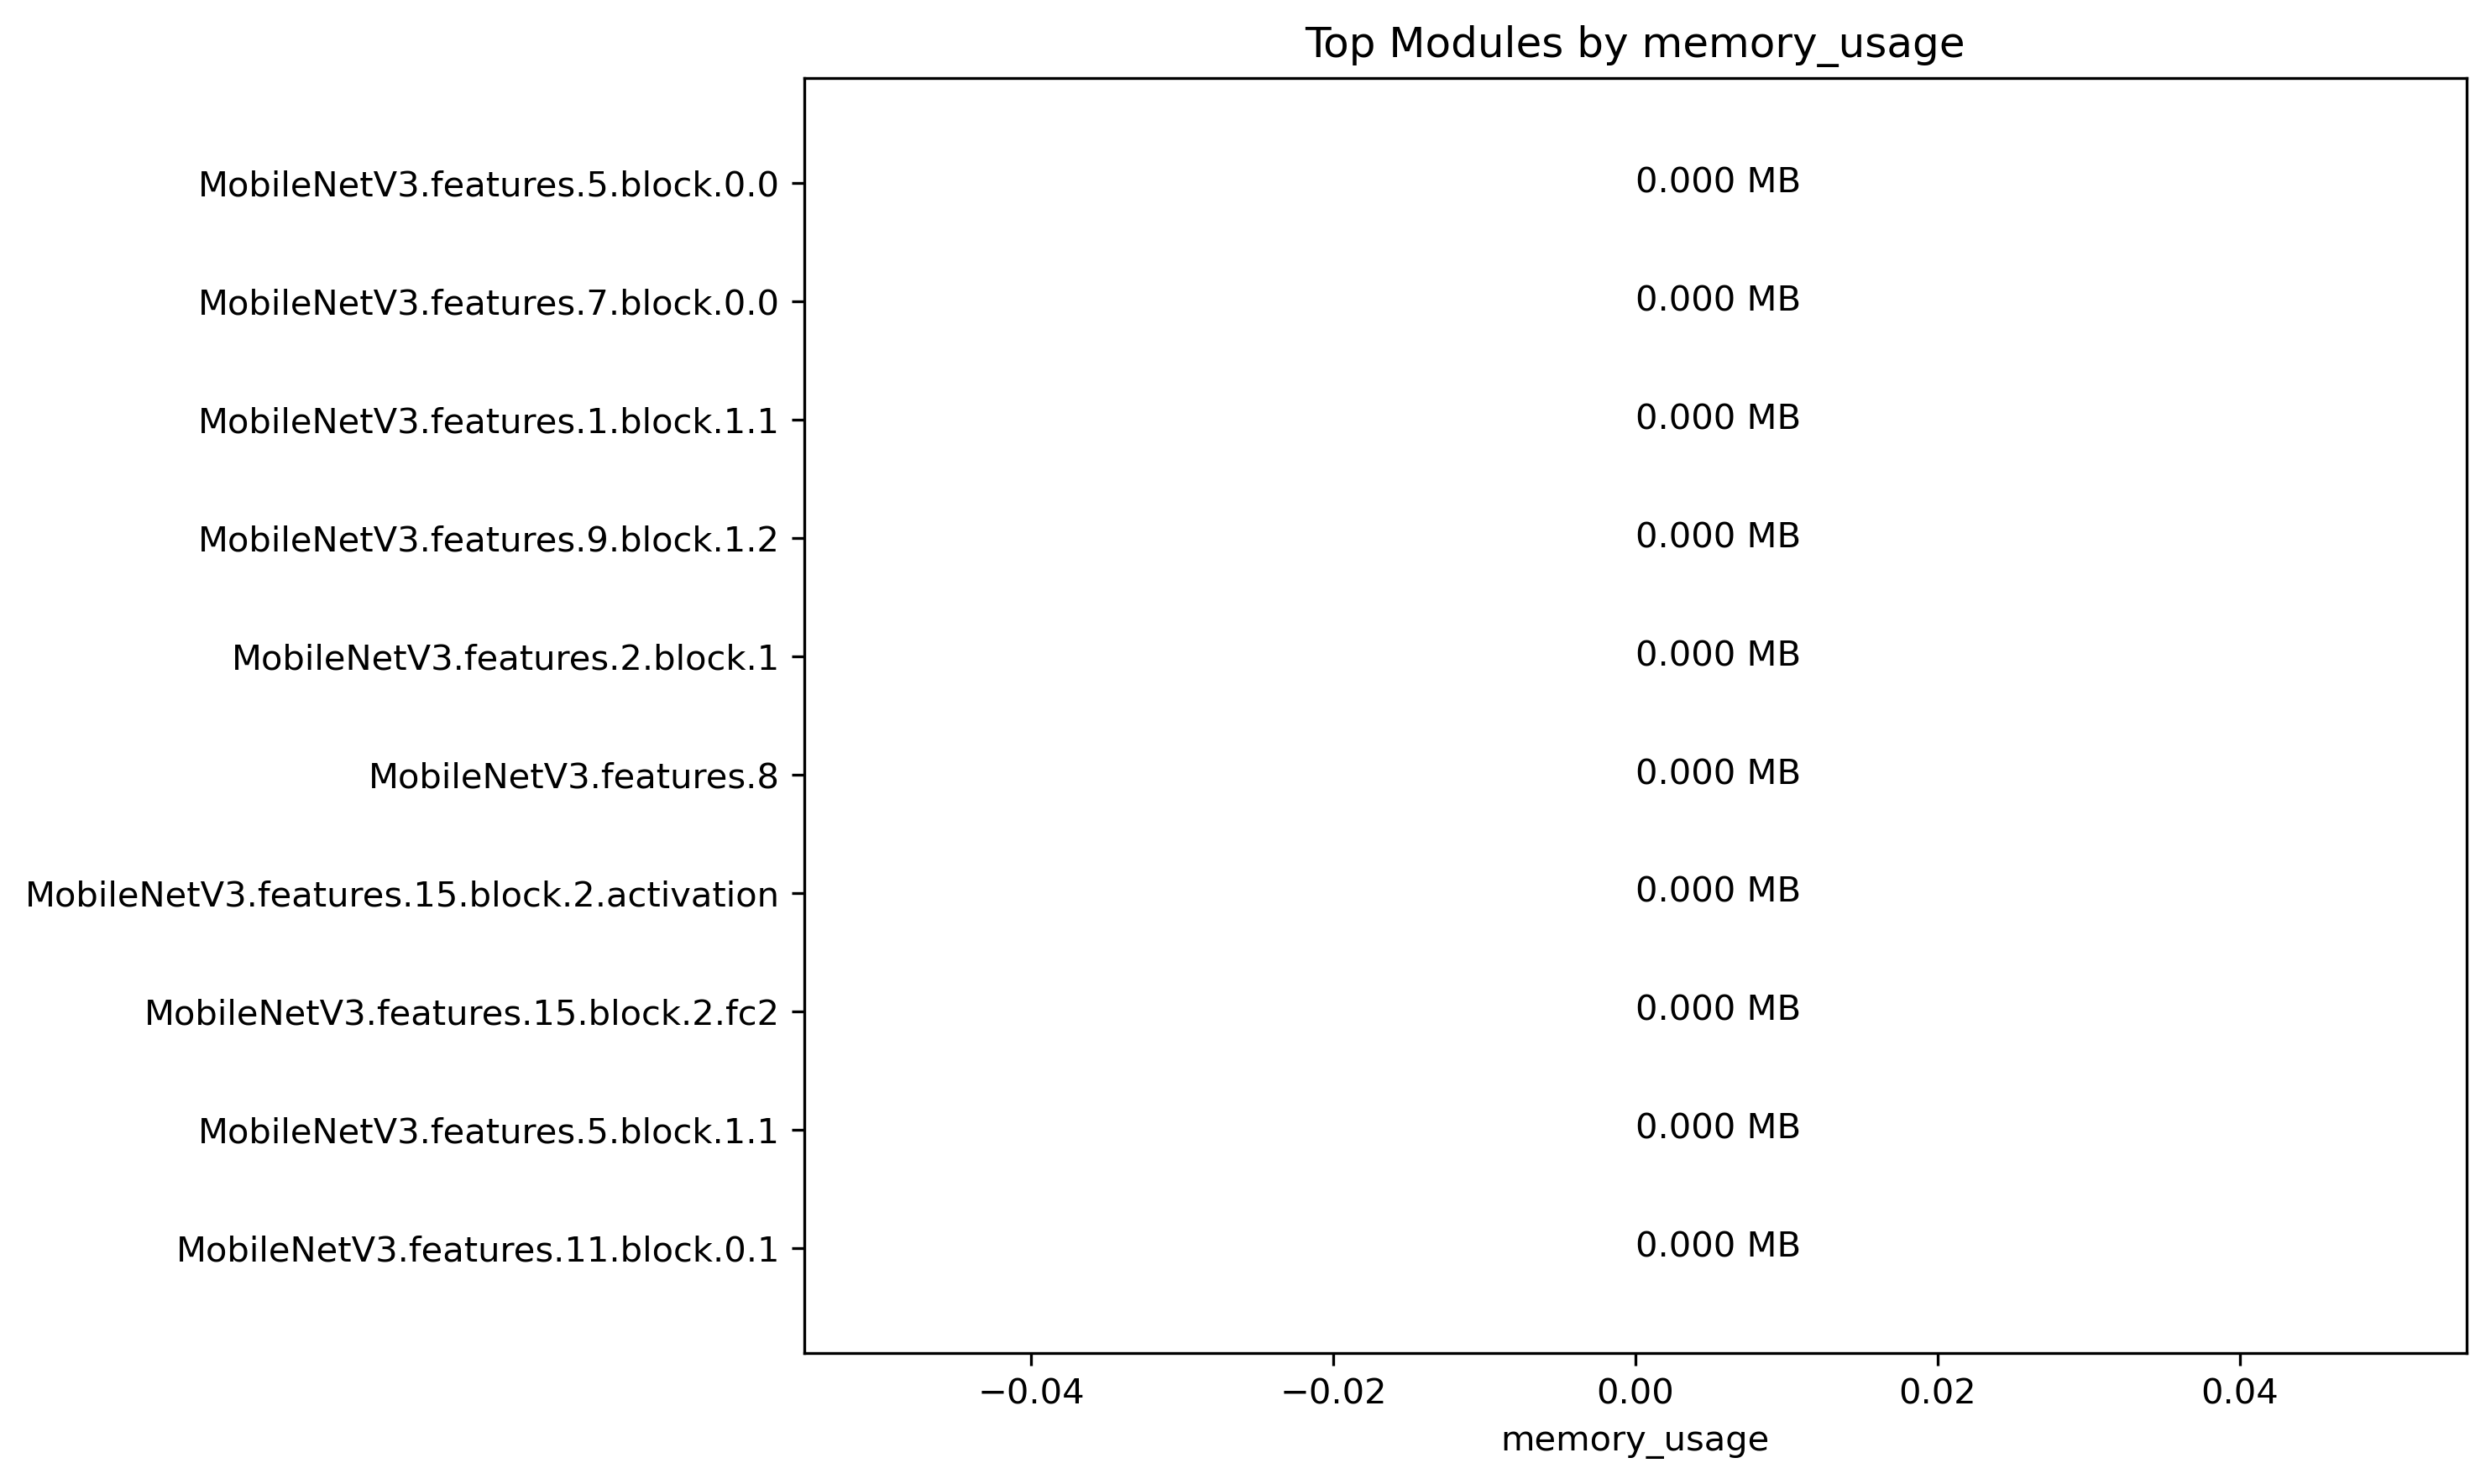 Top Modules by memory_usage
MobileNetV3.features.5.block.0.0 0.000 MB
MobileNetV3.features.7.block.0.0 0.000 MB
MobileNetV3.features.1.block.1.1 0.000 MB
MobileNetV3.features.9.block.1.2 0.000 MB
MobileNetV3.features.2.block.1 0.000 MB
MobileNetV3.features.8 0.000 MB
MobileNetV3.features.15.block.2.activation 0.000 MB
MobileNetV3.features.15.block.2.fc2 0.000 MB
MobileNetV3.features.5.block.1.1 0.000 MB
MobileNetV3.features.11.block.0.1 0.000 MB
−0.04 −0.02 0.00 0.02 0.04
memory_usage